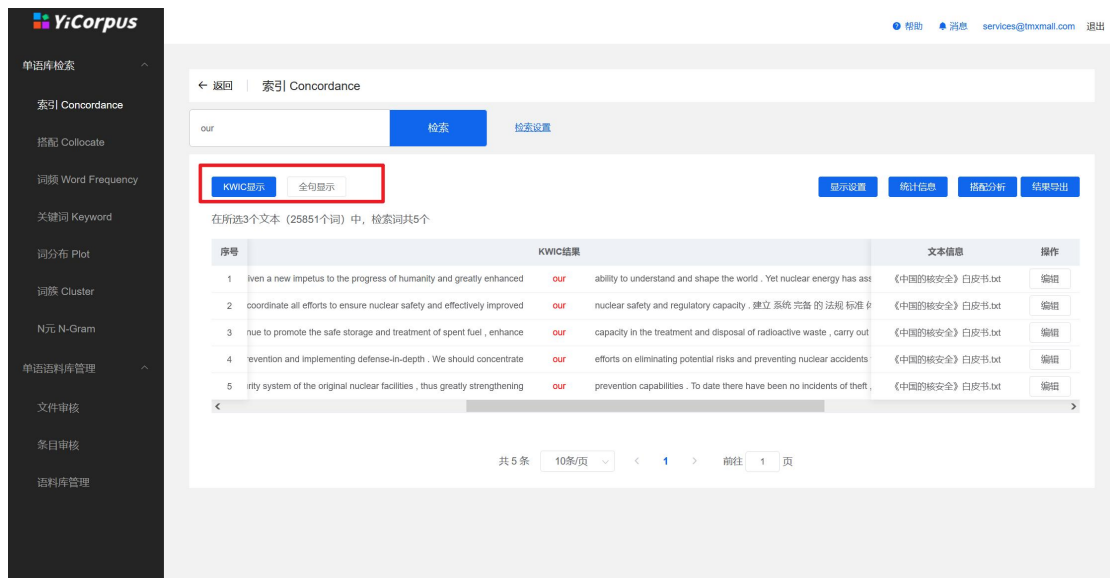 YiCorpus
帮助 消息 services@tmxmall.com 退出
单语库检索
索引 Concordance
搭配 Collocate
词频 Word Frequency
关键词 Keyword
词分布 Plot
词簇 Cluster
N元 N-Gram
单语语料库管理
文件审核
条目审核
语料库管理
← 返回 索引 Concordance
our 检索 检索设置
KWIC显示 全句显示 显示设置 统计信息 搭配分析 结果导出
在所选3个文本（25851个词）中，检索词共5个
序号 KWIC结果 文本信息 操作
1 iven a new impetus to the progress of humanity and greatly enhanced our ability to understand and shape the world . Yet nuclear energy has ass 《中国的核安全》白皮书.txt 编辑
2 coordinate all efforts to ensure nuclear safety and effectively improved our nuclear safety and regulatory capacity . 建立 系统 完备 的 法规 标准 《中国的核安全》白皮书.txt 编辑
3 nue to promote the safe storage and treatment of spent fuel , enhance our capacity in the treatment and disposal of radioactive waste , carry out 《中国的核安全》白皮书.txt 编辑
4 revention and implementing defense-in-depth . We should concentrate our efforts on eliminating potential risks and preventing nuclear accidents 《中国的核安全》白皮书.txt 编辑
5 rity system of the original nuclear facilities , thus greatly strengthening our prevention capabilities . To date there have been no incidents of theft , 《中国的核安全》白皮书.txt 编辑
共 5 条 10条/页 < 1 > 前往 1 页